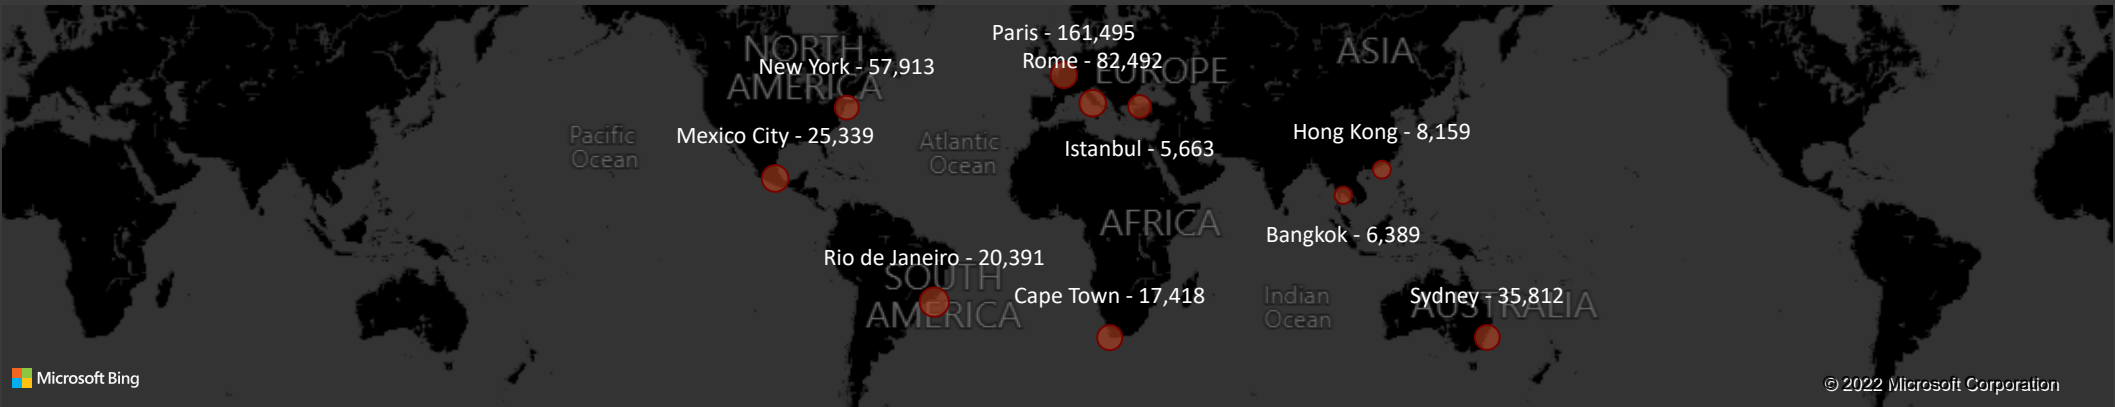 Paris - 161,495
NORTH
AMERICA
New York - 57,913
Rome - 82,492
EUROPE
ASIA
Mexico City - 25,339
Pacific
Ocean
Atlantic
Ocean
Istanbul - 5,663
Hong Kong - 8,159
AFRICA
Bangkok - 6,389
Rio de Janeiro - 20,391
SOUTH
AMERICA
Cape Town - 17,418
Indian
Ocean
Sydney - 35,812
AUSTRALIA
Microsoft Bing
© 2022 Microsoft Corporation